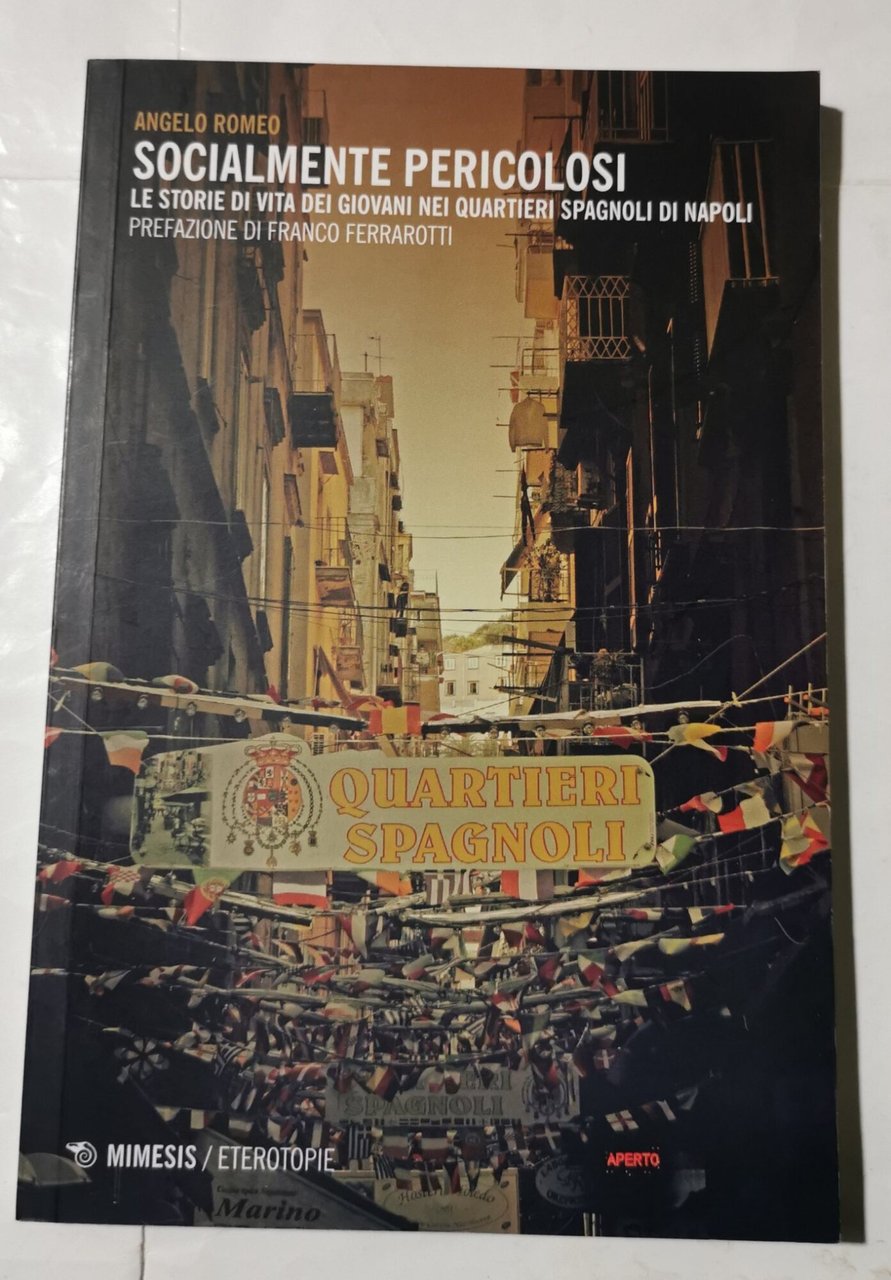 ANGELO ROMEO
SOCIALMENTE PERICOLOSI
LE STORIE DI VITA DEI GIOVANI NEI QUARTIERI SPAGNOLI DI NAPOLI
PREFAZIONE DI FRANCO FERRAROTTI
QUARTIERI
SPAGNOLI
SPAGNOLI
MIMESIS / ETEROTOPIE
APERTO
Marino